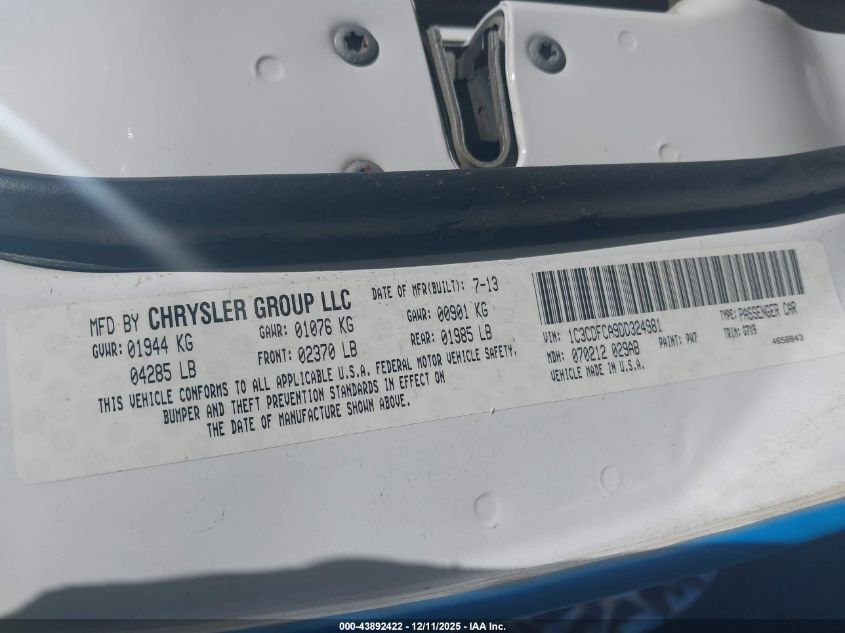 MFD BY CHRYSLER GROUP LLC DATE OF MFR(BUILT): 7-13
GVWR: 01944 KG GAWR: 01076 KG GAWR: 00901 KG
04285 LB FRONT: 02370 LB REAR: 01985 LB
THIS VEHICLE CONFORMS TO ALL APPLICABLE U.S.A. FEDERAL MOTOR VEHICLE SAFETY,
BUMPER AND THEFT PREVENTION STANDARDS IN EFFECT ON
THE DATE OF MANUFACTURE SHOWN ABOVE.
VIN: 1C3CDFCA9DD324981 TYPE: PASSENGER CAR
MDH: 070212 029AB PAINT: PW7 TRIM: G7X9
VEHICLE MADE IN U.S.A. 4650843
000-43892422 - 12/11/2025 - IAA Inc.